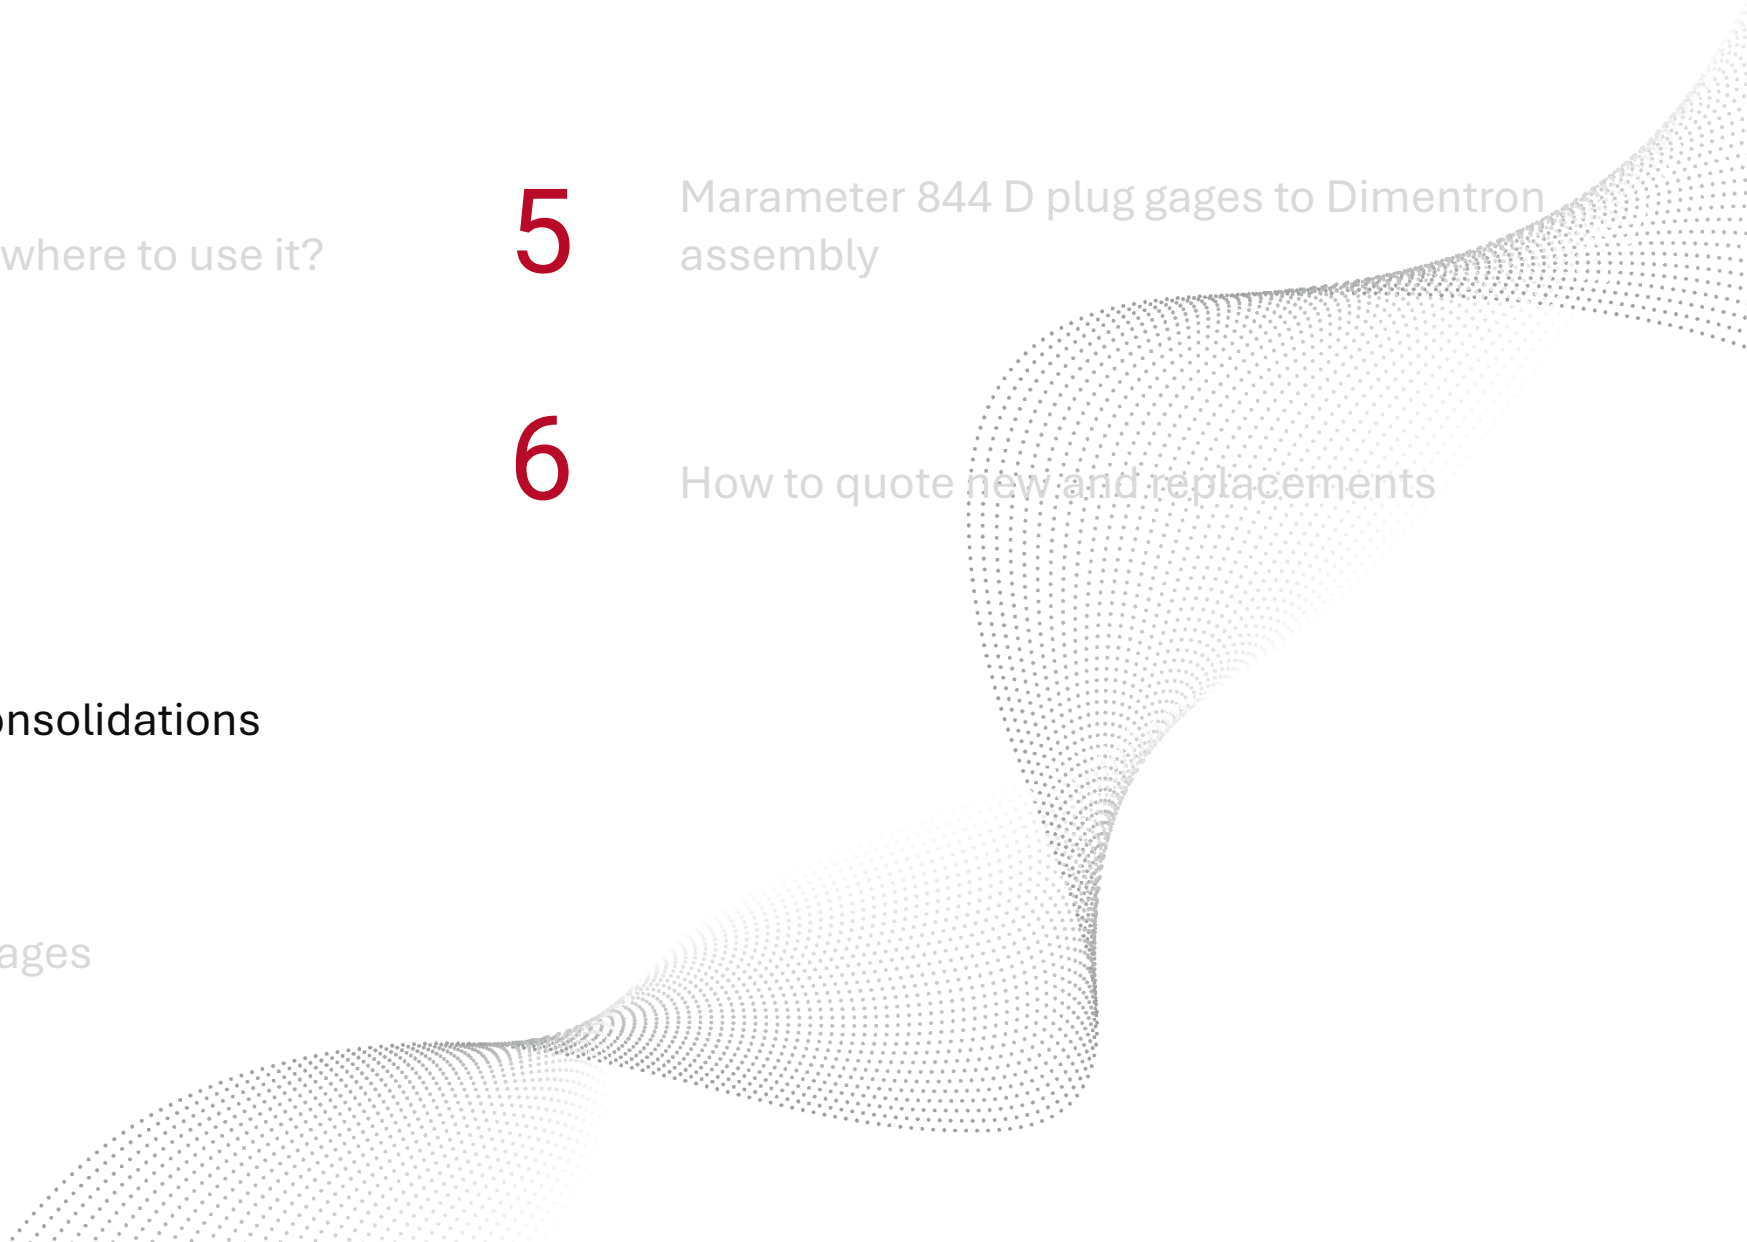 where to use it?
onsolidations
ages
5
Marameter 844 D plug gages to Dimentron
assembly
6
How to quote new and replacements